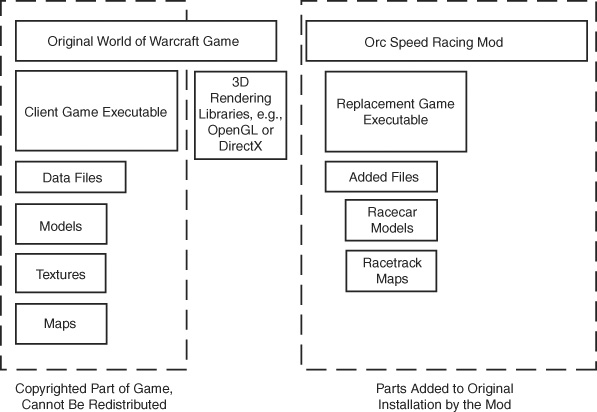 Original World of Warcraft Game
Client Game Executable
3D
Rendering
Libraries, e.g.,
OpenGL or
DirectX
Data Files
Models
Textures
Maps
Copyrighted Part of Game,
Cannot Be Redistributed
Orc Speed Racing Mod
Replacement Game
Executable
Added Files
Racecar
Models
Racetrack
Maps
Parts Added to Original
Installation by the Mod